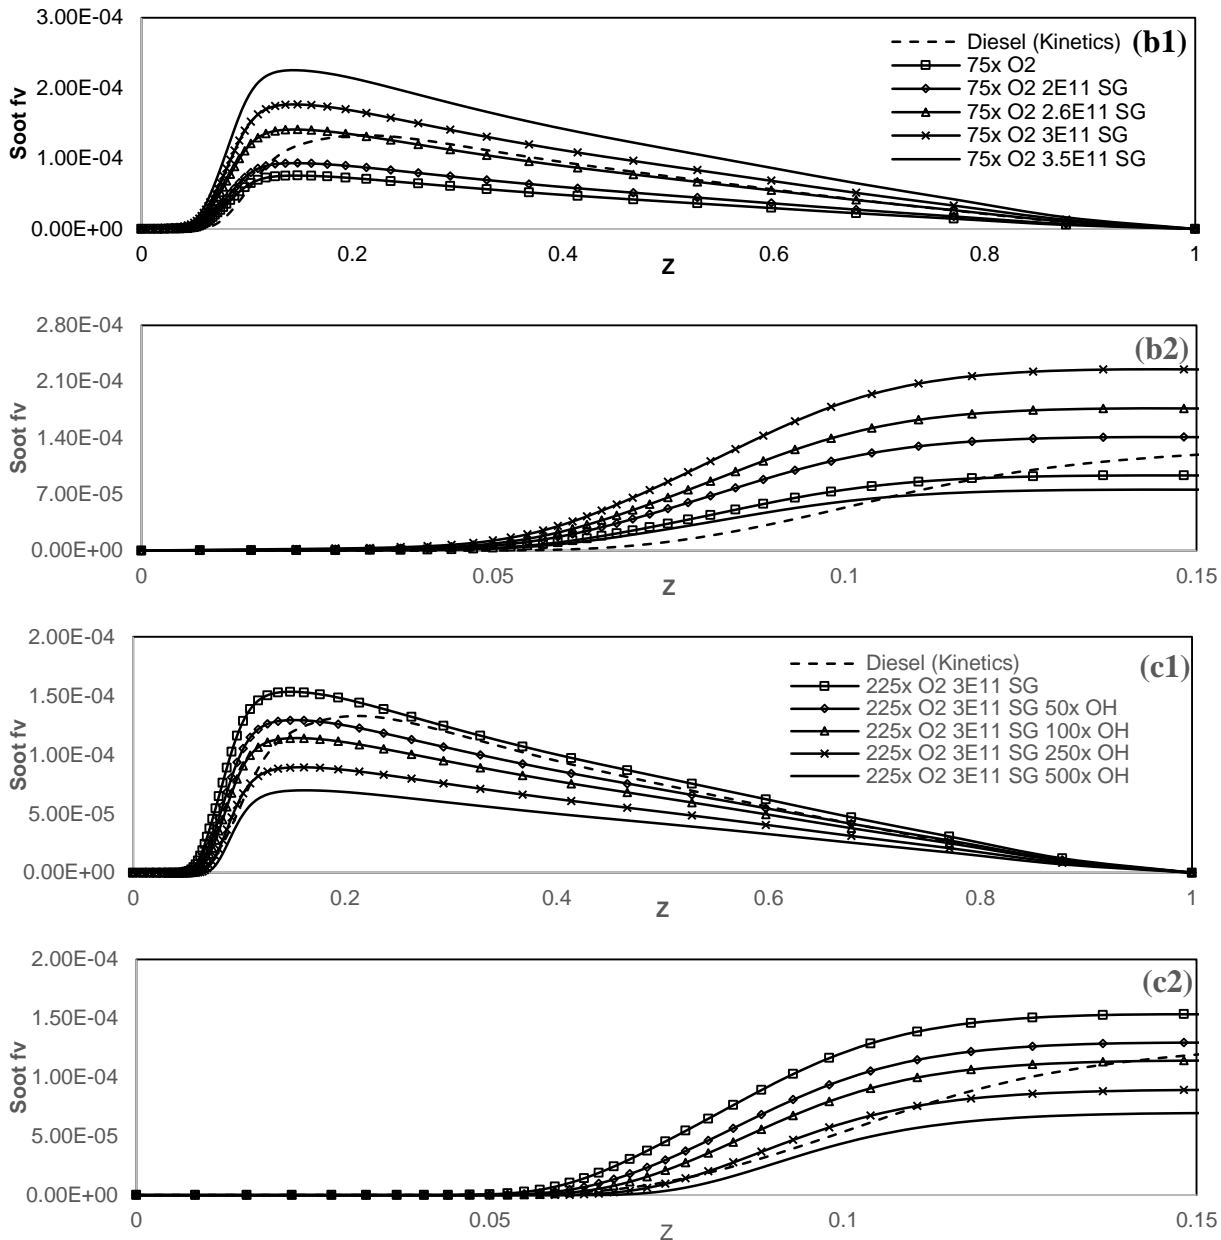 3.00E-04
2.00E-04
1.00E-04
0.00E+00
Soot fv
0 0.2 0.4 0.6 0.8 1
Z
Diesel (Kinetics)
75x O2
75x O2 2E11 SG
75x O2 2.6E11 SG
75x O2 3E11 SG
75x O2 3.5E11 SG
(b1)
2.80E-04
2.10E-04
1.40E-04
7.00E-05
0.00E+00
Soot fv
0 0.05 0.1 0.15
Z
(b2)
2.00E-04
1.50E-04
1.00E-04
5.00E-05
0.00E+00
Soot fv
0 0.2 0.4 0.6 0.8 1
Z
Diesel (Kinetics)
225x O2 3E11 SG
225x O2 3E11 SG 50x OH
225x O2 3E11 SG 100x OH
225x O2 3E11 SG 250x OH
225x O2 3E11 SG 500x OH
(c1)
2.00E-04
1.50E-04
1.00E-04
5.00E-05
0.00E+00
Soot fv
0 0.05 0.1 0.15
Z
(c2)